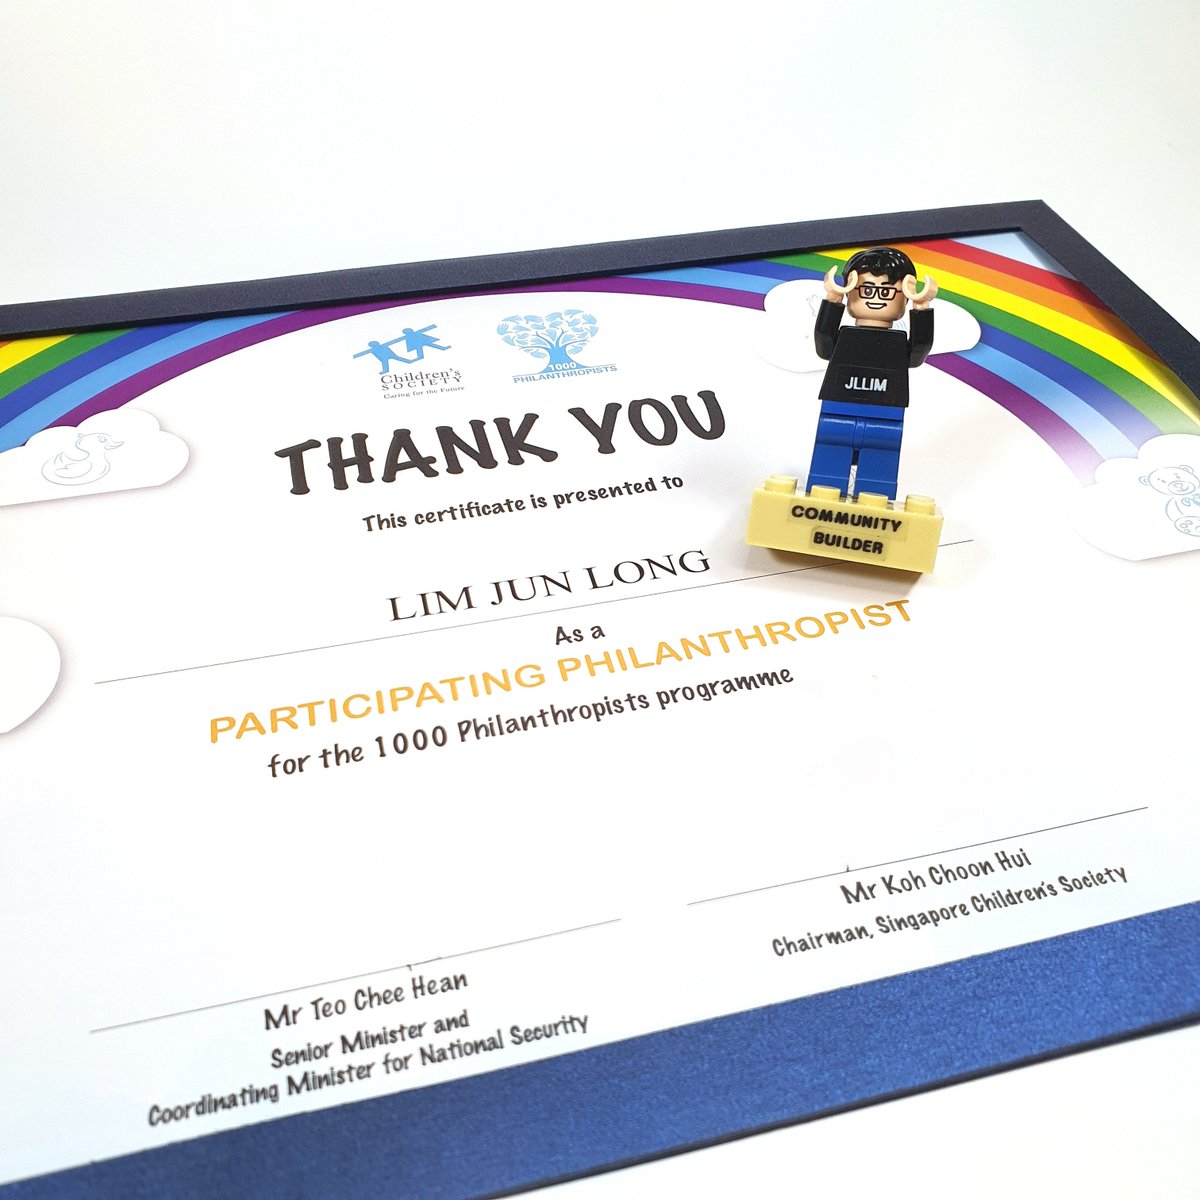 Children's
SOCIETY
Caring for the Future
1000
PHILANTHROPISTS
THANK YOU
This certificate is presented to
LIM JUN LONG
As a
PARTICIPATING PHILANTHROPIST
for the 1000 Philanthropists programme
JLLIM
COMMUNITY
BUILDER
Mr Teo Chee Hean
Senior Minister and
Coordinating Minister for National Security
Mr Koh Choon Hui
Chairman, Singapore Children's Society